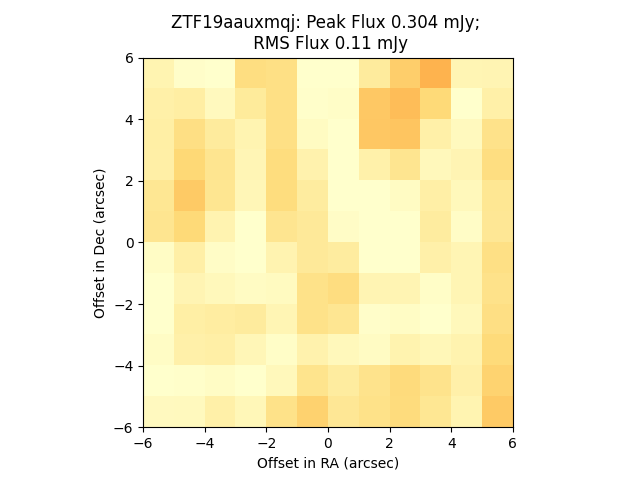 ZTF19aauxmqj: Peak Flux 0.304 mJy;
RMS Flux 0.11 mJy
6
4
2
0
−2
−4
−6
Offset in Dec (arcsec)
−6 −4 −2 0 2 4 6
Offset in RA (arcsec)